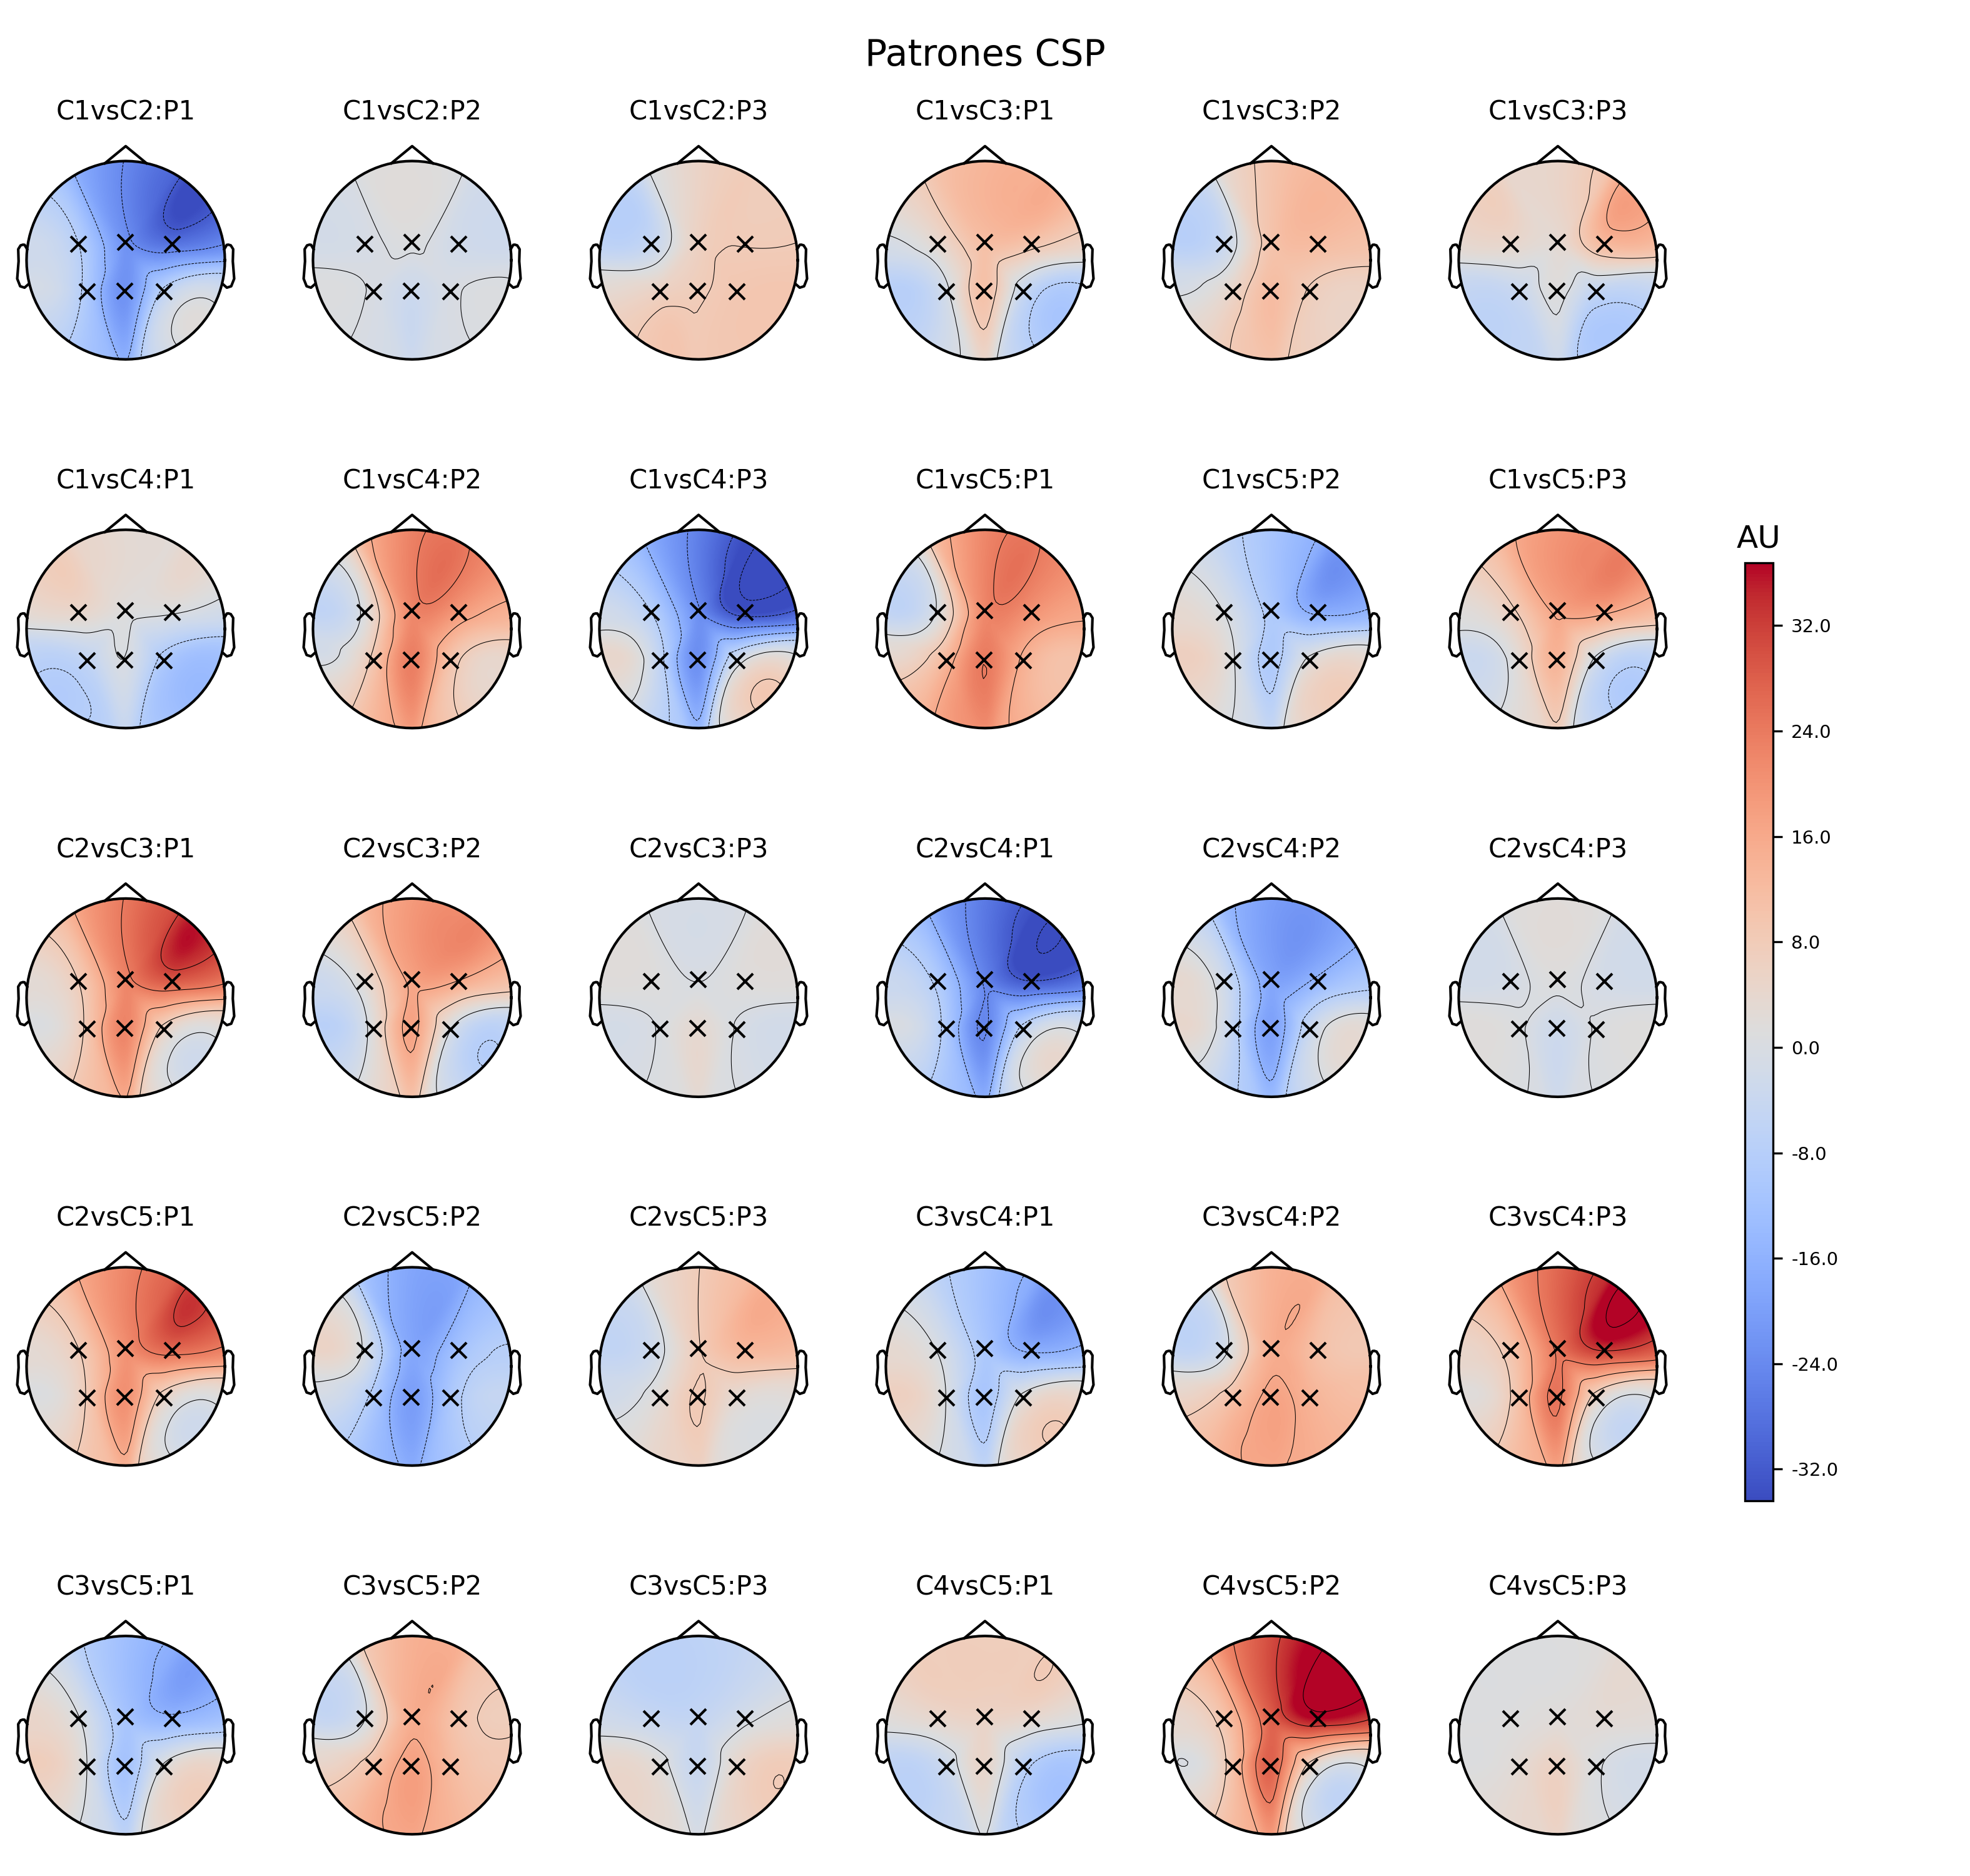 Patrones CSP
C1vsC2:P1 C1vsC2:P2 C1vsC2:P3 C1vsC3:P1 C1vsC3:P2 C1vsC3:P3
C1vsC4:P1 C1vsC4:P2 C1vsC4:P3 C1vsC5:P1 C1vsC5:P2 C1vsC5:P3
AU
32.0
24.0
16.0
C2vsC3:P1 C2vsC3:P2 C2vsC3:P3 C2vsC4:P1 C2vsC4:P2 C2vsC4:P3
8.0
0.0
-8.0
C2vsC5:P1 C2vsC5:P2 C2vsC5:P3 C3vsC4:P1 C3vsC4:P2 C3vsC4:P3
-16.0
-24.0
-32.0
C3vsC5:P1 C3vsC5:P2 C3vsC5:P3 C4vsC5:P1 C4vsC5:P2 C4vsC5:P3